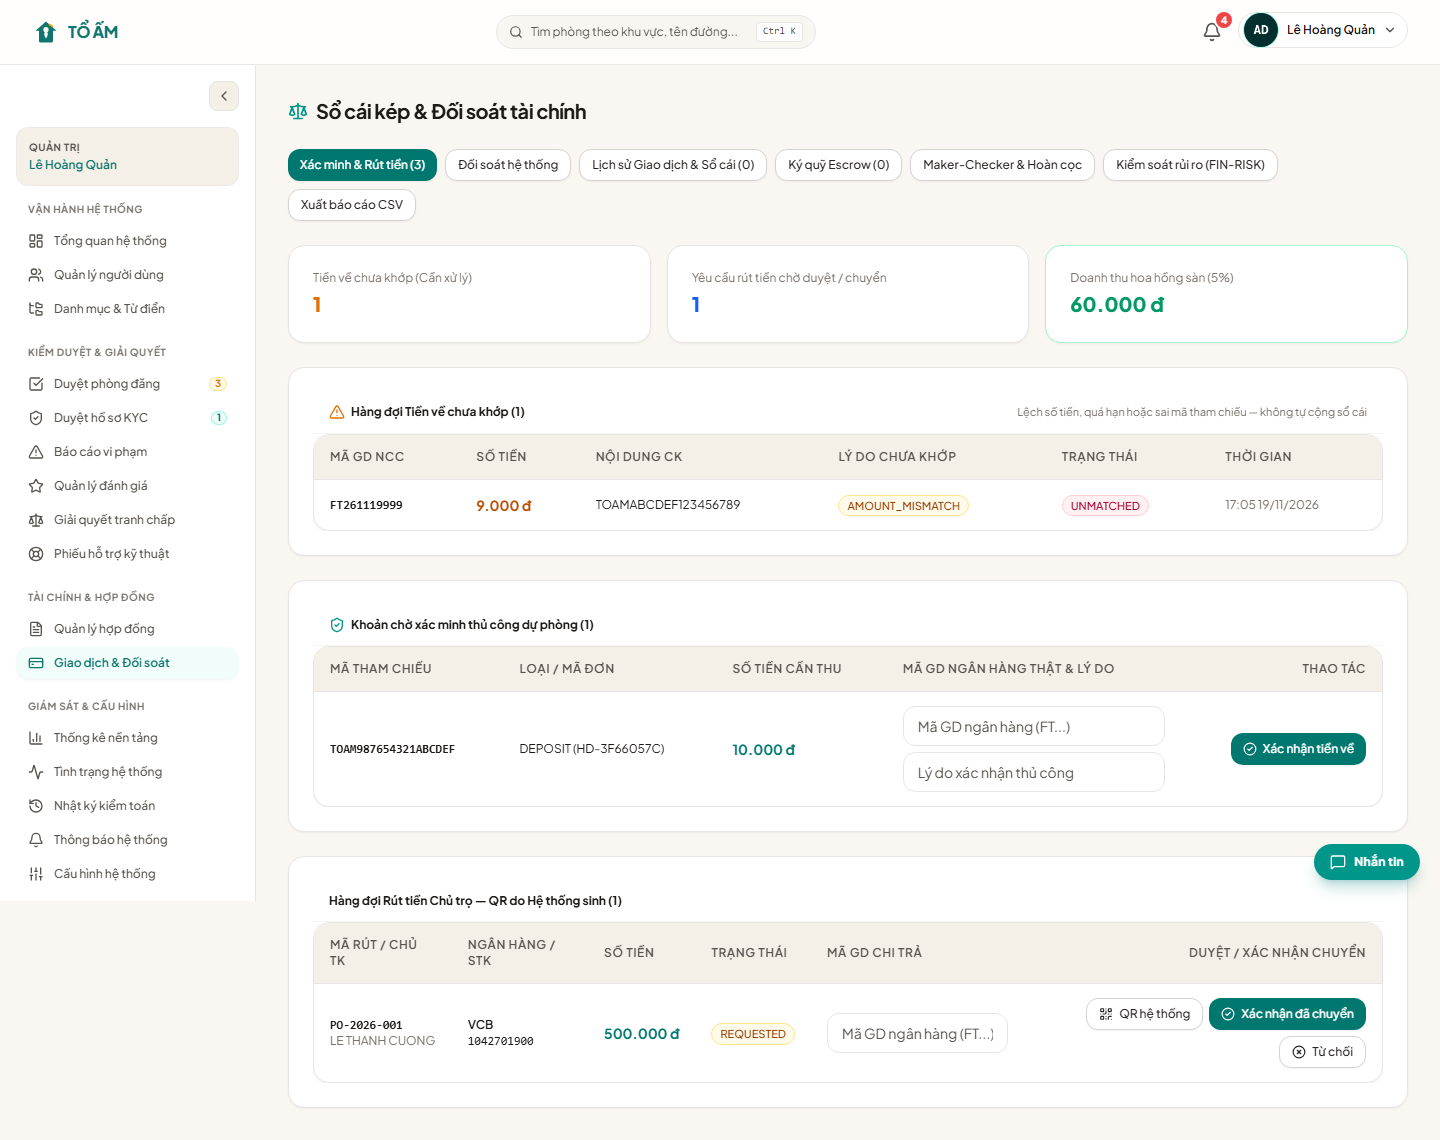 TỔ ẤM
Tìm phòng theo khu vực, tên đường...
Ctrl K
4
AD
Lê Hoàng Quản
QUẢN TRỊ
Lê Hoàng Quản
VẬN HÀNH HỆ THỐNG
Tổng quan hệ thống
Quản lý người dùng
Danh mục & Từ điển
KIỂM DUYỆT & GIẢI QUYẾT
Duyệt phòng đăng
3
Duyệt hồ sơ KYC
1
Báo cáo vi phạm
Quản lý đánh giá
Giải quyết tranh chấp
Phiếu hỗ trợ kỹ thuật
TÀI CHÍNH & HỢP ĐỒNG
Quản lý hợp đồng
Giao dịch & Đối soát
GIÁM SÁT & CẤU HÌNH
Thống kê nền tảng
Tình trạng hệ thống
Nhật ký kiểm toán
Thông báo hệ thống
Cấu hình hệ thống
Sổ cái kép & Đối soát tài chính
Xác minh & Rút tiền (3)
Đối soát hệ thống
Lịch sử Giao dịch & Sổ cái (0)
Ký quỹ Escrow (0)
Maker-Checker & Hoàn cọc
Kiểm soát rủi ro (FIN-RISK)
Xuất báo cáo CSV
Tiền về chưa khớp (Cần xử lý)
1
Yêu cầu rút tiền chờ duyệt / chuyển
1
Doanh thu hoa hồng sàn (5%)
60.000 đ
Hàng đợi Tiền về chưa khớp (1)
Lệch số tiền, quá hạn hoặc sai mã tham chiếu — không tự cộng sổ cái
MÃ GD NCC
SỐ TIỀN
NỘI DUNG CK
LÝ DO CHƯA KHỚP
TRẠNG THÁI
THỜI GIAN
FT261119999
9.000 đ
TOAMABCDEF123456789
AMOUNT_MISMATCH
UNMATCHED
17:05 19/11/2026
Khoản chờ xác minh thủ công dự phòng (1)
MÃ THAM CHIẾU
LOẠI / MÃ ĐƠN
SỐ TIỀN CẦN THU
MÃ GD NGÂN HÀNG THẬT & LÝ DO
THAO TÁC
TOAM987654321ABCDEF
DEPOSIT (HD-3F66057C)
10.000 đ
Mã GD ngân hàng (FT...)
Lý do xác nhận thủ công
Xác nhận tiền về
Nhắn tin
Hàng đợi Rút tiền Chủ trọ — QR do Hệ thống sinh (1)
MÃ RÚT / CHỦ
TK
NGÂN HÀNG /
STK
SỐ TIỀN
TRẠNG THÁI
MÃ GD CHI TRẢ
DUYỆT / XÁC NHẬN CHUYỂN
PO-2026-001
LE THANH CUONG
VCB
1042701900
500.000 đ
REQUESTED
Mã GD ngân hàng (FT...)
QR hệ thống
Xác nhận đã chuyển
Từ chối